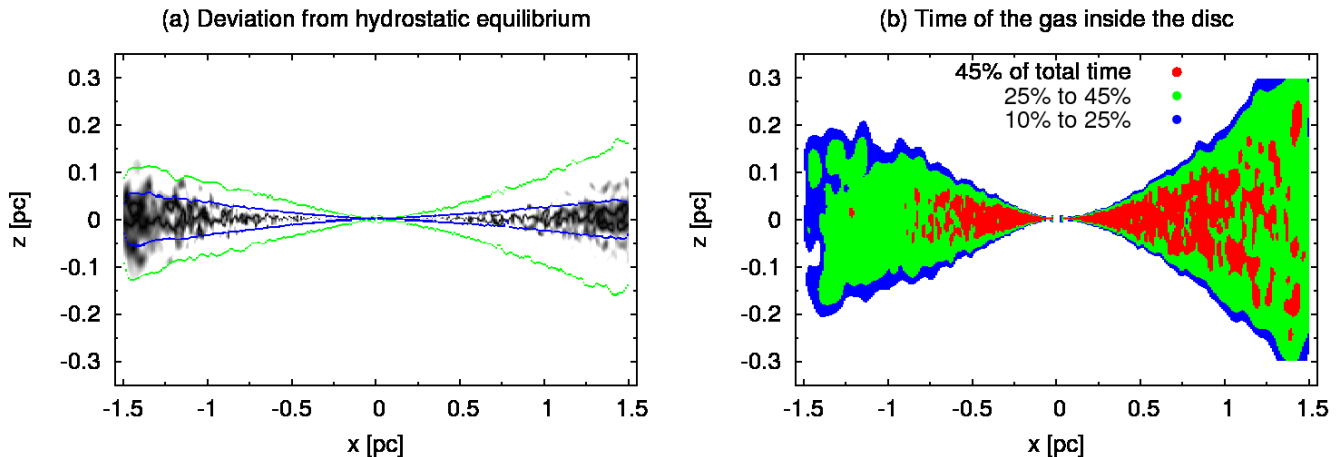 (a) Deviation from hydrostatic equilibrium
0.3
0.2
0.1
0
-0.1
-0.2
-0.3
z [pc]
-1.5 -1 -0.5 0 0.5 1 1.5
x [pc]
(b) Time of the gas inside the disc
45% of total time
25% to 45%
10% to 25%
0.3
0.2
0.1
0
-0.1
-0.2
-0.3
z [pc]
-1.5 -1 -0.5 0 0.5 1 1.5
x [pc]